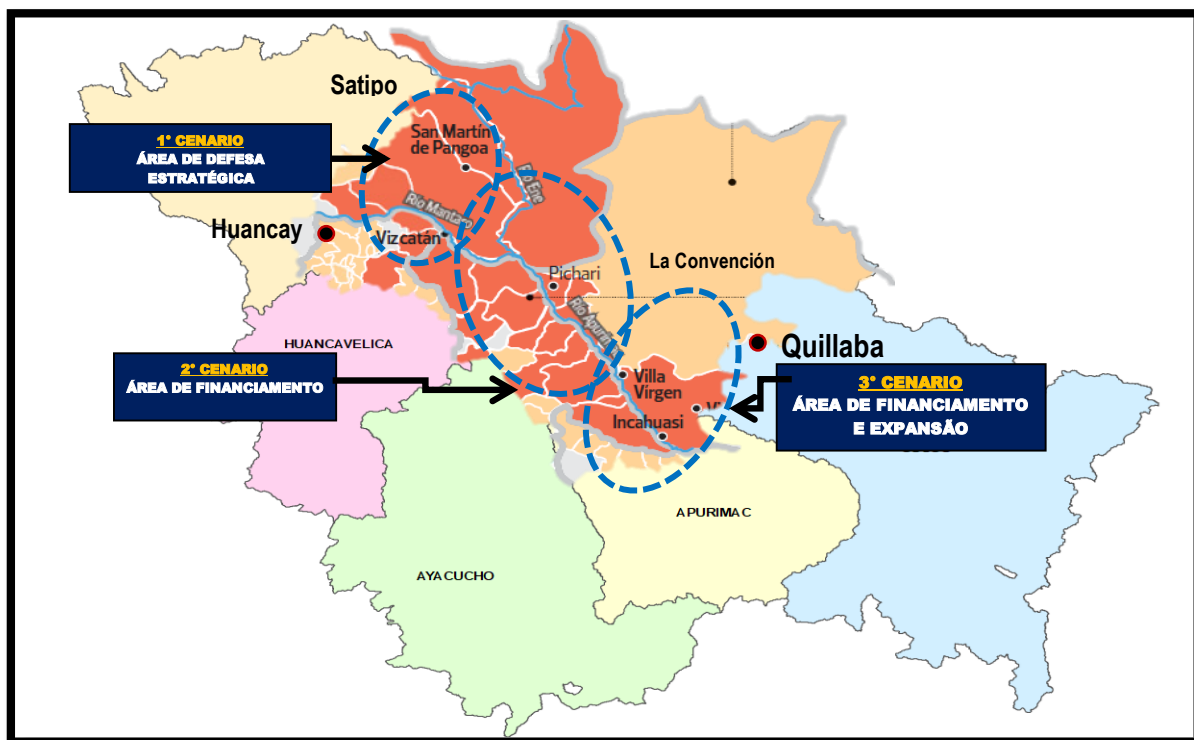 Satipo
1° CENARIO
ÁREA DE DEFESA
ESTRATÉGICA
San Martín
de Pangoa
Río Ene
Río Mantaro
Huancay
Vizcatán
La Convención
Pichari
Río Apurím
HUANCAVELICA
Quillaba
2° CENARIO
ÁREA DE FINANCIAMENTO
Villa
Virgen
3° CENARIO
ÁREA DE FINANCIAMENTO
E EXPANSÃO
Incahuasi
APURIMAC
AYACUCHO